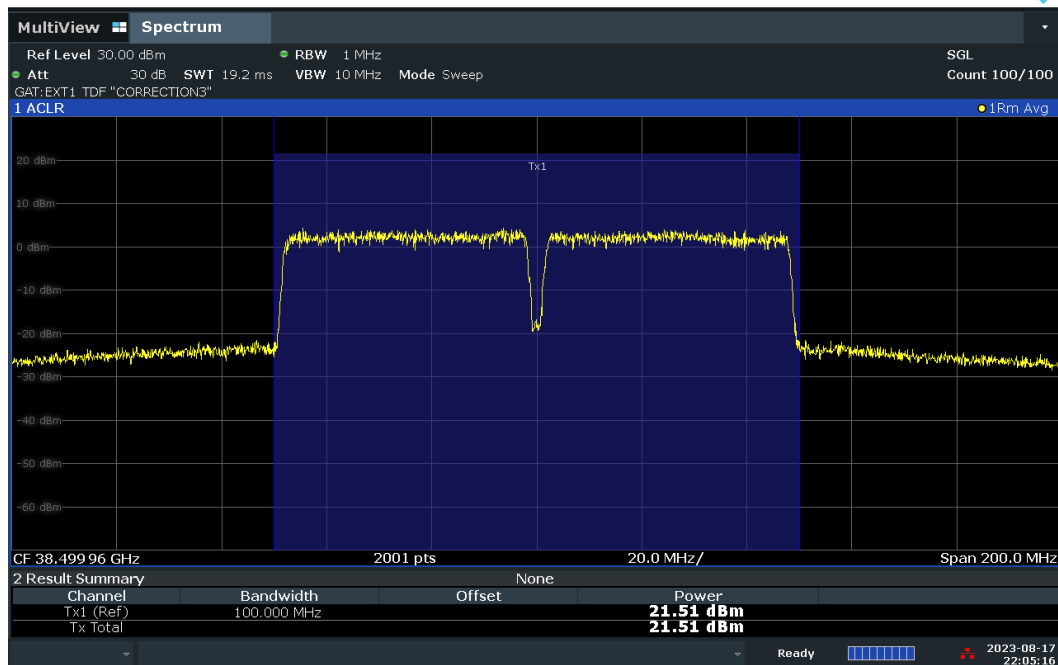 MultiView Spectrum
Ref Level 30.00 dBm RBW 1 MHz SGL
Att 30 dB SWT 19.2 ms VBW 10 MHz Mode Sweep Count 100/100
GAT:EXT1 TDF "CORRECTION3"
1 ACLR 1Rm Avg
Tx1
20 dBm
10 dBm
0 dBm
-10 dBm
-20 dBm
-30 dBm
-40 dBm
-50 dBm
-60 dBm
CF 38.499 96 GHz 2001 pts 20.0 MHz/ Span 200.0 MHz
2 Result Summary None
Channel Bandwidth Offset Power
Tx1 (Ref) 100.000 MHz 21.51 dBm
Tx Total 21.51 dBm
Ready 2023-08-17
22:05:16